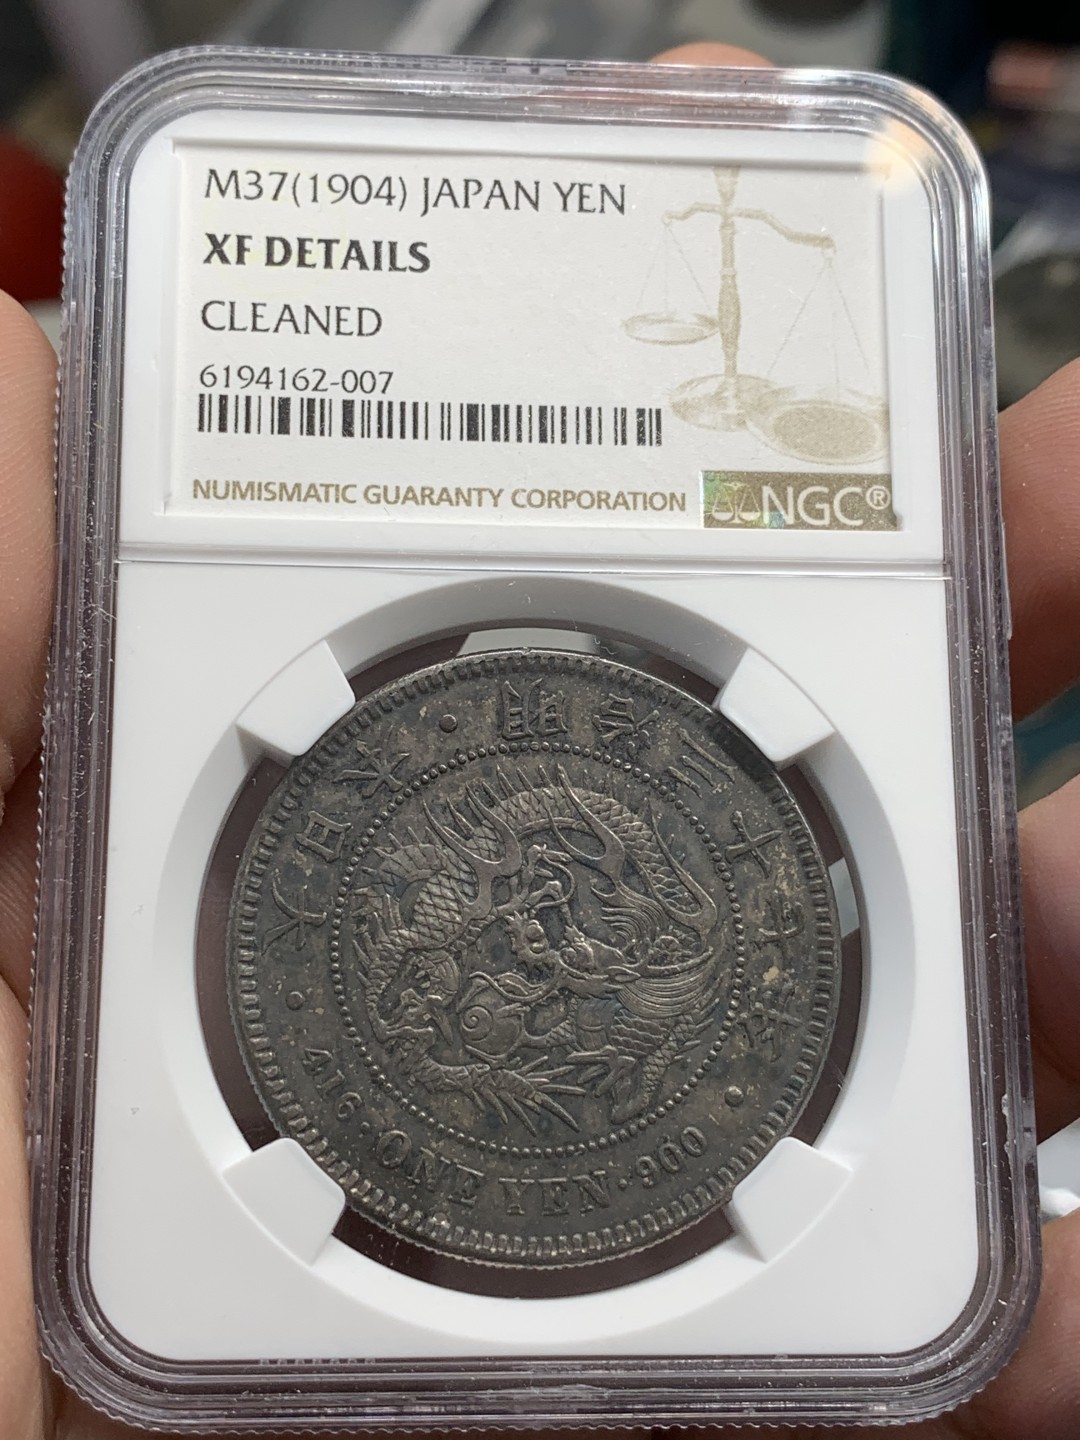 M37(1904) JAPAN YEN
XF DETAILS
CLEANED
6194162-007
NUMISMATIC GUARANTY CORPORATION
NGC®
大日本・明治三十七年
416・ONE YEN・900